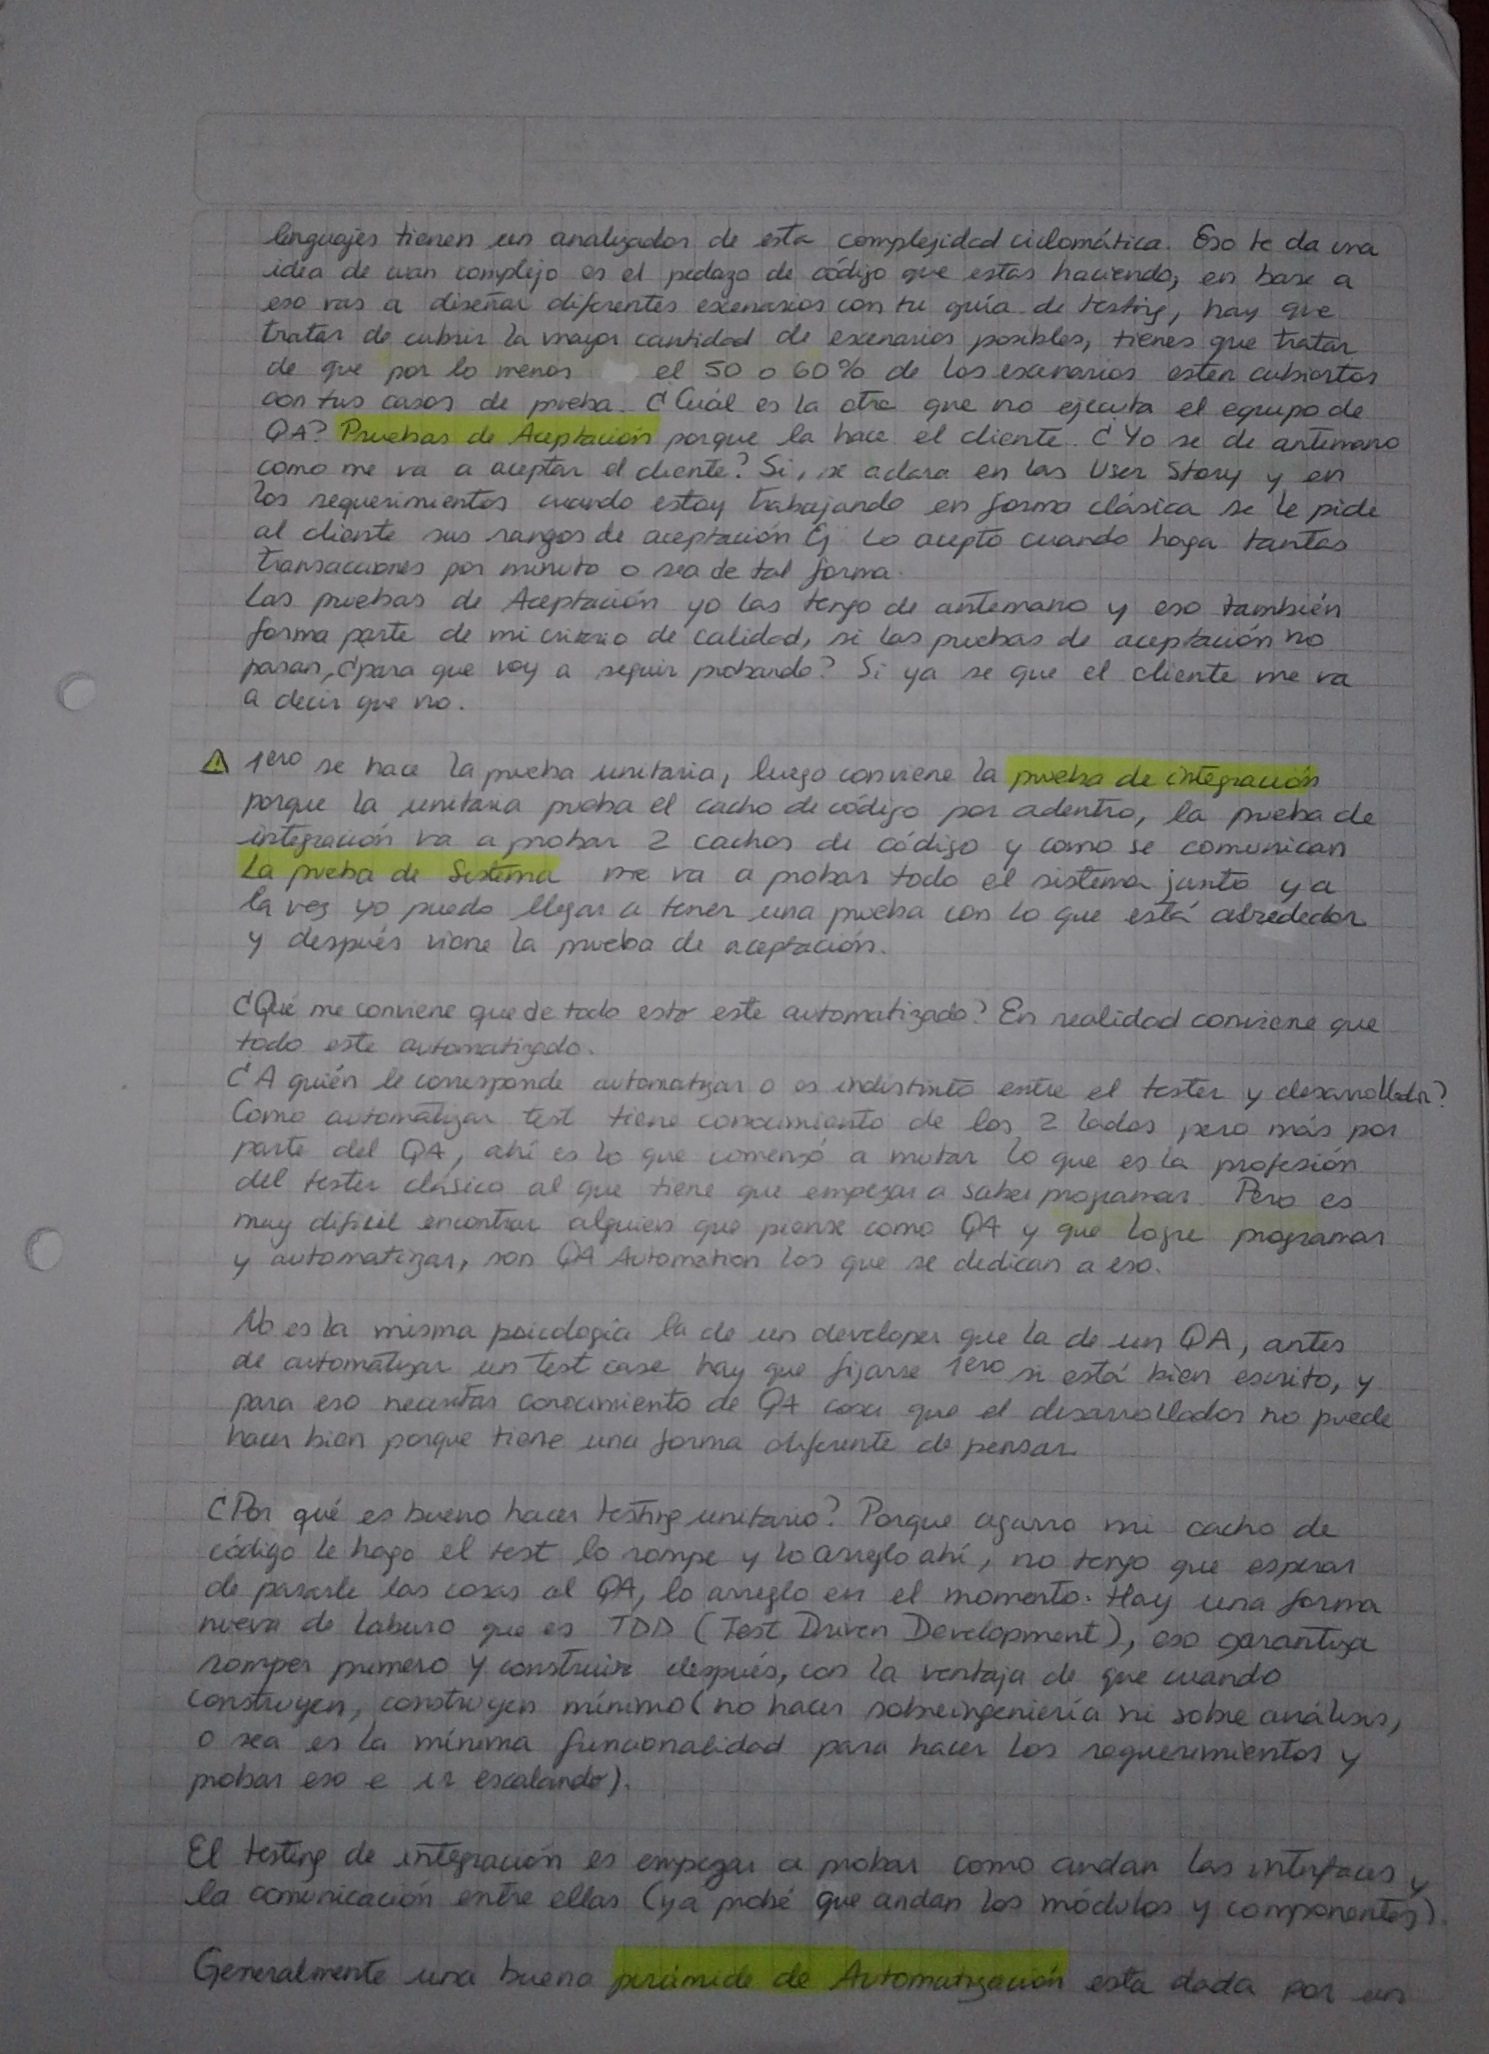 lenguajes tienen un analizador de esta complejidad ciclomática. Eso te da una
idea de cuan complejo es el pedazo de código que estas haciendo, en base a
eso vas a diseñar diferentes escenarios con tu guía de testing, hay que
tratar de cubrir la mayor cantidad de escenarios posibles, tienes que tratar
de que por lo menos el 50 o 60% de los escenarios esten cubiertos
con tus casos de prueba. ¿Cuál es la otra que no ejecuta el equipo de
QA? Pruebas de Aceptación porque la hace el cliente. ¿Yo se de antemano
como me va a aceptar el cliente? Si, se aclara en las User Story y en
los requerimientos cuando estoy trabajando en forma clásica se le pide
al cliente sus rangos de aceptación Ej: Lo acepto cuando haga tantas
transacciones por minuto o sea de tal forma.
Las pruebas de Aceptación yo las tengo de antemano y eso también
forma parte de mi criterio de calidad, si las pruebas de aceptación no
pasan, ¿para que voy a seguir probando? Si ya se que el cliente me va
a decir que no.
⚠ 1ero se hace la prueba unitaria, luego conviene la prueba de integración
porque la unitaria prueba el cacho de código por adentro, la prueba de
integración va a probar 2 cachos de código y como se comunican
La prueba de Sistema me va a probar todo el sistema junto y a
la vez yo puedo llegar a tener una prueba con lo que está alrededor
y después viene la prueba de aceptación.
¿Qué me conviene que de todo esto este automatizado? En realidad conviene que
todo este automatizado.
¿A quién le corresponde automatizar o es indistinto entre el tester y desarrollador?
Como automatizar test tiene conocimiento de los 2 lados pero más por
parte del QA, ahí es lo que comenzó a mutar lo que es la profesión
del tester clásico al que tiene que empezar a saber programar. Pero es
muy dificil encontrar alguien que piense como QA y que logre programar
y automatizar, son QA Automation los que se dedican a eso.
No es la misma psicología la de un developer que la de un QA, antes
de automatizar un test case hay que fijarse 1ero si está bien escrito, y
para eso necesitas conocimiento de QA cosa que el desarrollador no puede
hacer bien porque tiene una forma diferente de pensar
¿Por qué es bueno hacer testing unitario? Porque agarro mi cacho de
código le hago el test lo rompe y lo arreglo ahí, no tengo que esperar
de pasarle las cosas al QA, lo arreglo en el momento. Hay una forma
nueva de laburo que es TDD (Test Driven Development), eso garantiza
romper primero y construir después, con la ventaja de que cuando
construyen, construyen mínimo (no hacer sobreingeniería ni sobre análisis,
o sea es la mínima funcionalidad para hacer los requerimientos y
probar eso e ir escalando).
El testing de integración es empezar a probar como andan las interfaces y
la comunicación entre ellas (ya probé que andan los módulos y componentes).
Generalmente una buena pirámide de Automatización esta dada por un